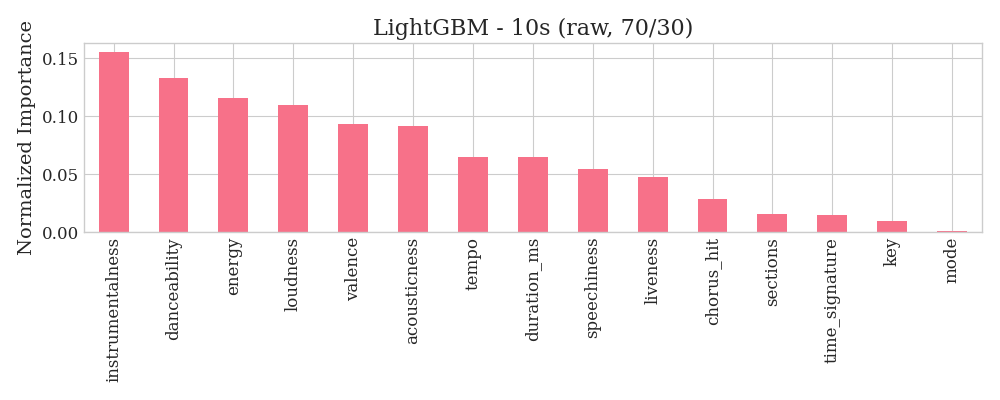 LightGBM - 10s (raw, 70/30)
Normalized Importance
0.15
0.10
0.05
0.00
instrumentalness
danceability
energy
loudness
valence
acousticness
tempo
duration_ms
speechiness
liveness
chorus_hit
sections
time_signature
key
mode